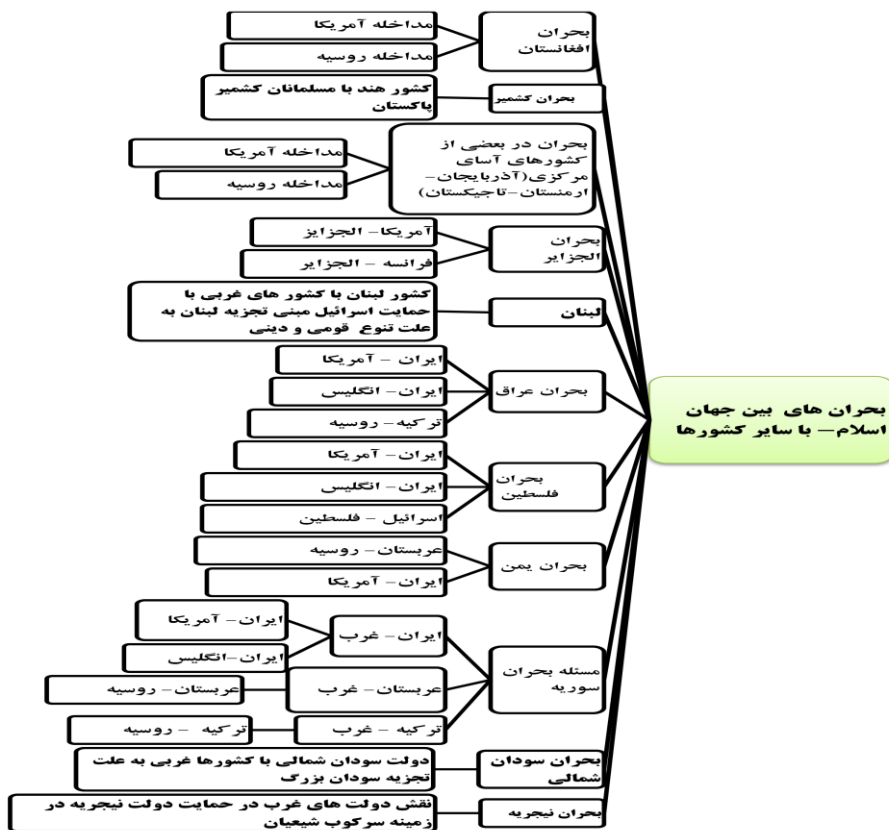 بحران های بین جهان
اسلام– با سایر کشورها
بحران
افغانستان
مداخله آمریکا
مداخله روسیه
بحران کشمیر
کشور هند با مسلمانان کشمیر
پاکستان
بحران در بعضی از
کشورهای آسای
مرکزی(آذربایجان-
ارمنستان-تاجیکستان)
مداخله آمریکا
مداخله روسیه
بحران
الجزایر
آمریکا- الجزایز
فرانسه - الجزایر
لبنان
کشور لبنان با کشور های غربی با
حمایت اسرائیل مبنی تجزیه لبنان به
علت تنوع قومی و دینی
بحران عراق
ایران - آمریکا
ایران- انگلیس
ترکیه- روسیه
بحران
فلسطین
ایران- آمریکا
ایران- انگلیس
اسرائیل - فلسطین
بحران یمن
عربستان- روسیه
ایران- آمریکا
مسئله بحران
سوریه
ایران- غرب
ایران- آمریکا
ایران-انگلیس
عربستان- غرب
عربستان- روسیه
ترکیه - غرب
ترکیه - روسیه
بحران سودان
شمالی
دولت سودان شمالی با کشورها غربی به علت
تجزیه سودان بزرگ
بحران نیجریه
نقش دولت های غرب در حمایت دولت نیجریه در
زمینه سرکوب شیعیان